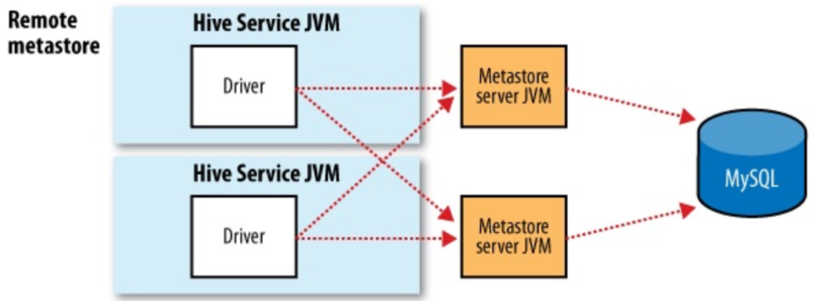 Remote
metastore
Hive Service JVM
Driver
Metastore
server JVM
MySQL
Hive Service JVM
Driver
Metastore
server JVM